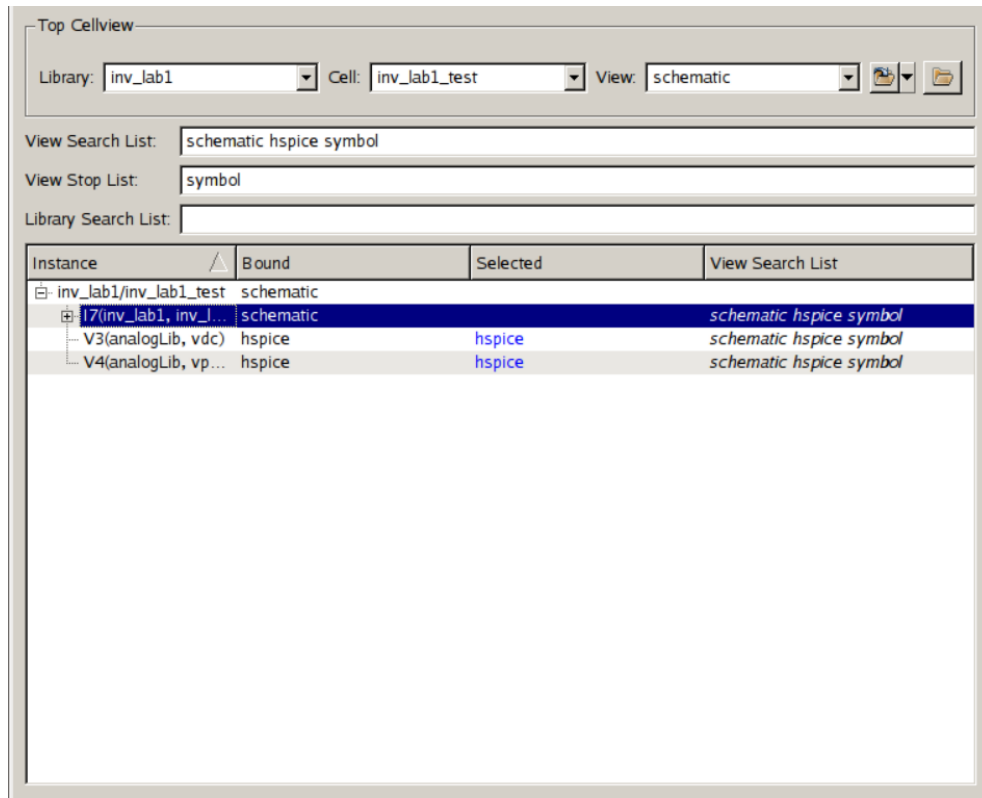 Top Cellview
Library: inv_lab1 Cell: inv_lab1_test View: schematic
View Search List: schematic hspice symbol
View Stop List: symbol
Library Search List:
Instance Bound Selected View Search List
inv_lab1/inv_lab1_test schematic
I7(inv_lab1, inv_l... schematic schematic hspice symbol
V3(analogLib, vdc) hspice hspice schematic hspice symbol
V4(analogLib, vp... hspice hspice schematic hspice symbol